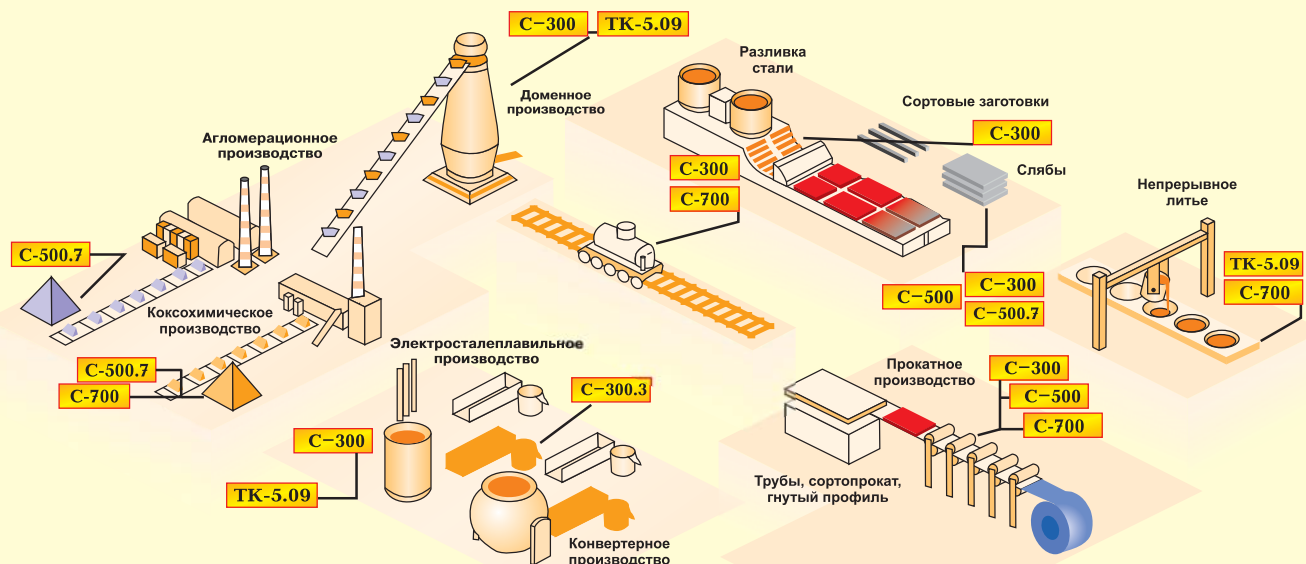 С–300
ТК-5.09
Доменное
производство
Разливка
стали
Сортовые заготовки
С-300
Агломерационное
производство
С-300
С-700
Слябы
Непрерывное
литье
С-500.7
ТК-5.09
С-700
С–500
С–300
С–500.7
Коксохимическое
производство
Электросталеплавильное
производство
С-500.7
С-700
С–300.3
Прокатное
производство
С–300
С–500
С-700
С–300
ТК-5.09
Трубы, сортопрокат,
гнутый профиль
Конвертерное
производство